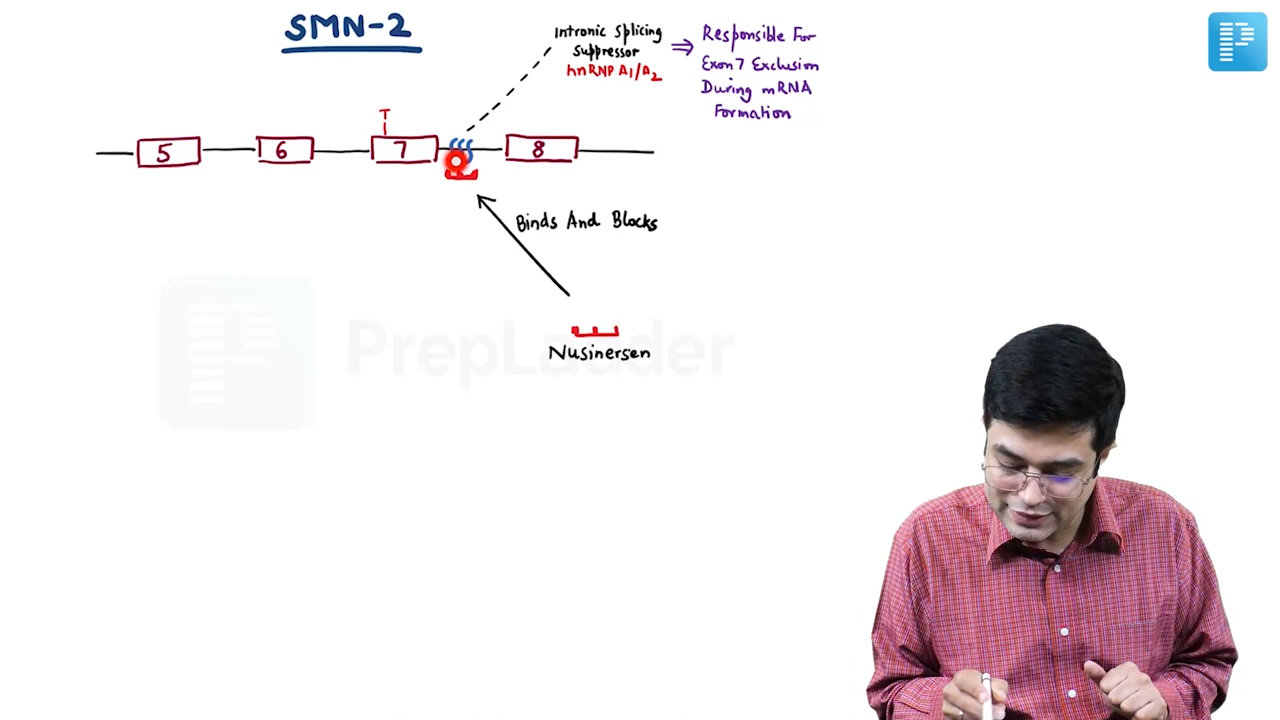 SMN-2
Intronic Splicing
Suppressor
hnRNP A1/A2
⇒ Responsible For
Exon 7 Exclusion
During mRNA
Formation
T
5
6
7
8
Binds And Blocks
Nusinersen
PrepLadder